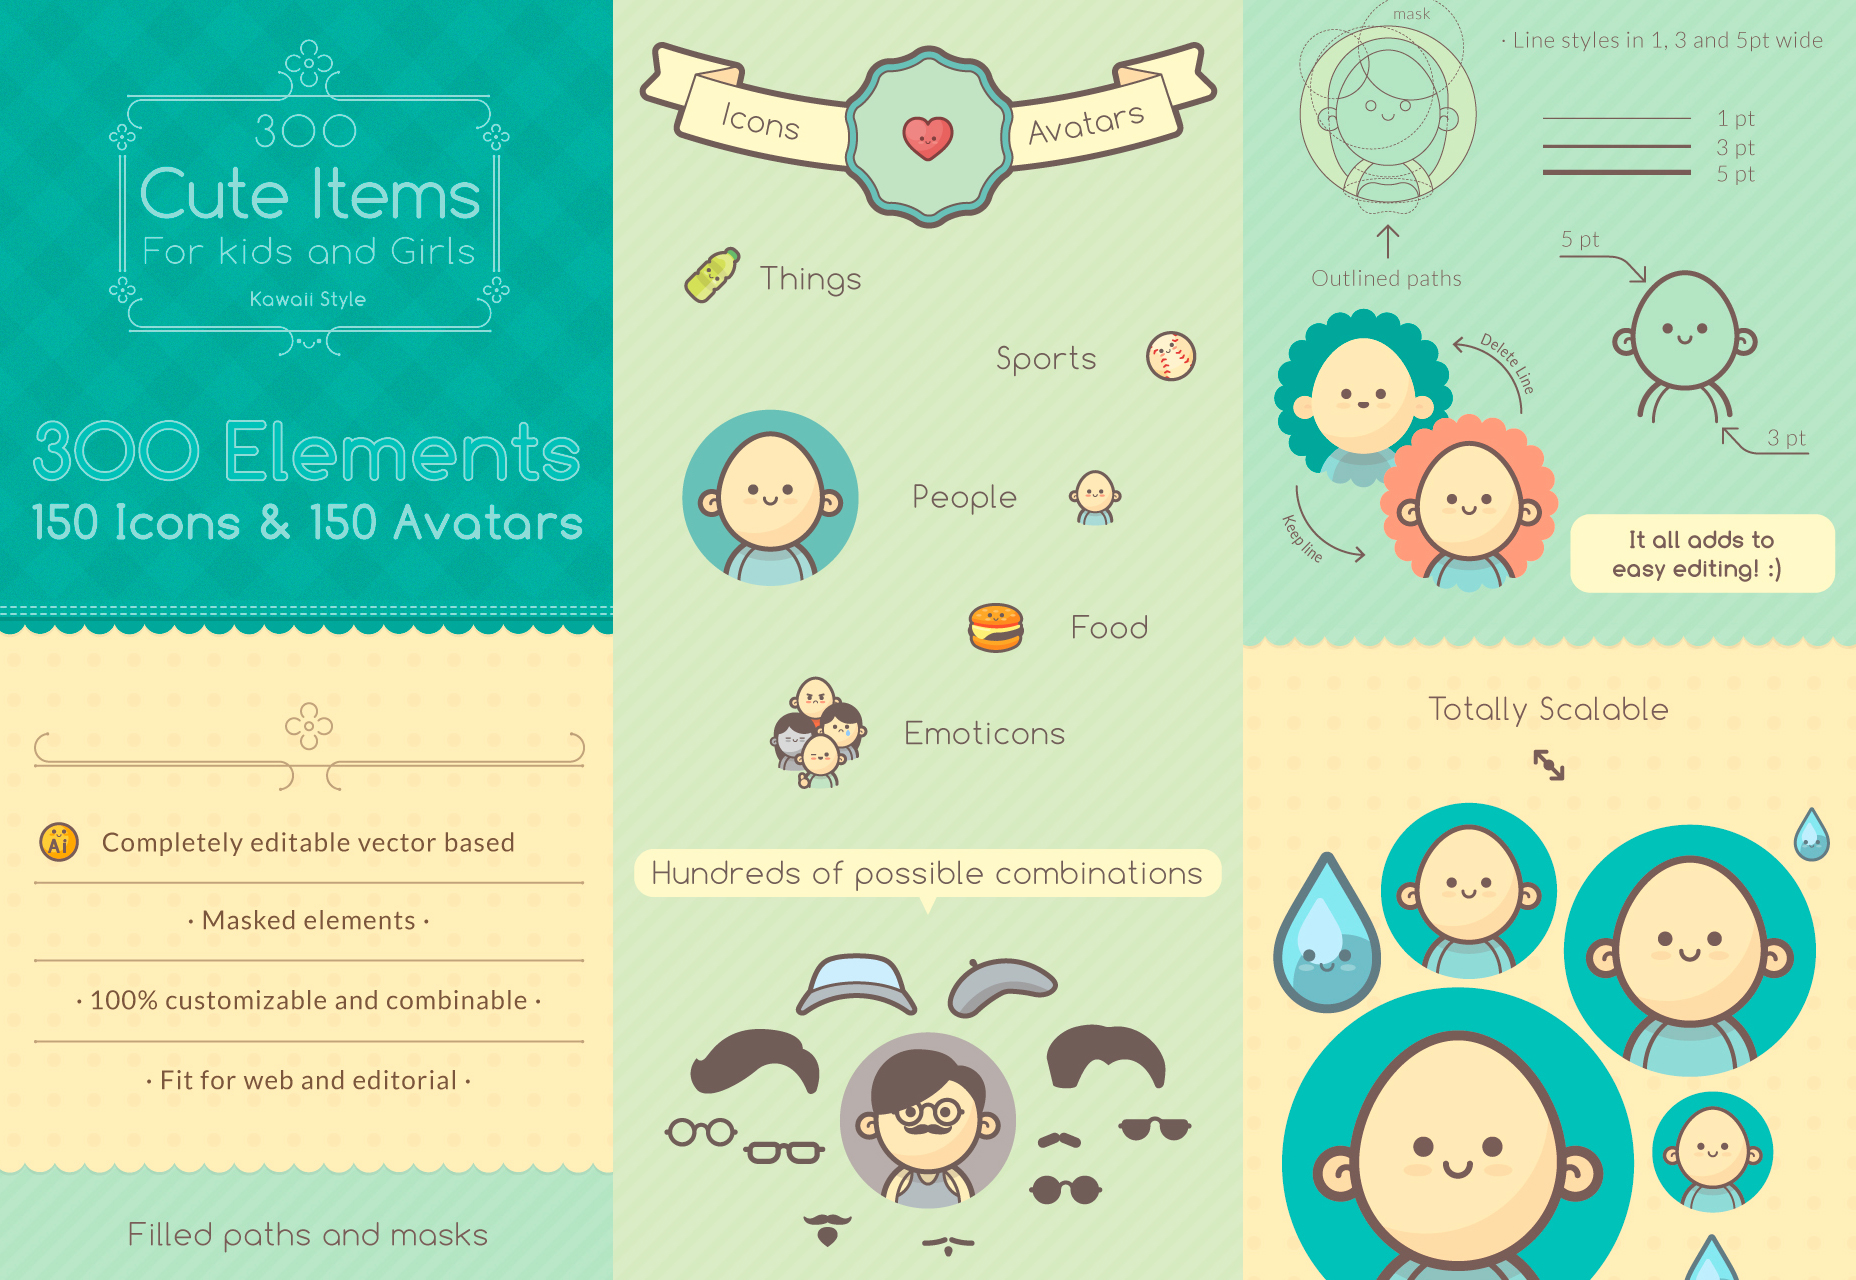 300
Cute Items
For kids and Girls
Kawaii Style
300 Elements
150 Icons & 150 Avatars
Ai
Completely editable vector based
· Masked elements ·
· 100% customizable and combinable ·
· Fit for web and editorial ·
Filled paths and masks
Icons
Avatars
Things
Sports
People
Food
Emoticons
Hundreds of possible combinations
mask
· Line styles in 1, 3 and 5pt wide
1 pt
3 pt
5 pt
Outlined paths
5 pt
3 pt
Delete Line
Keep line
It all adds to
easy editing! :)
Totally Scalable